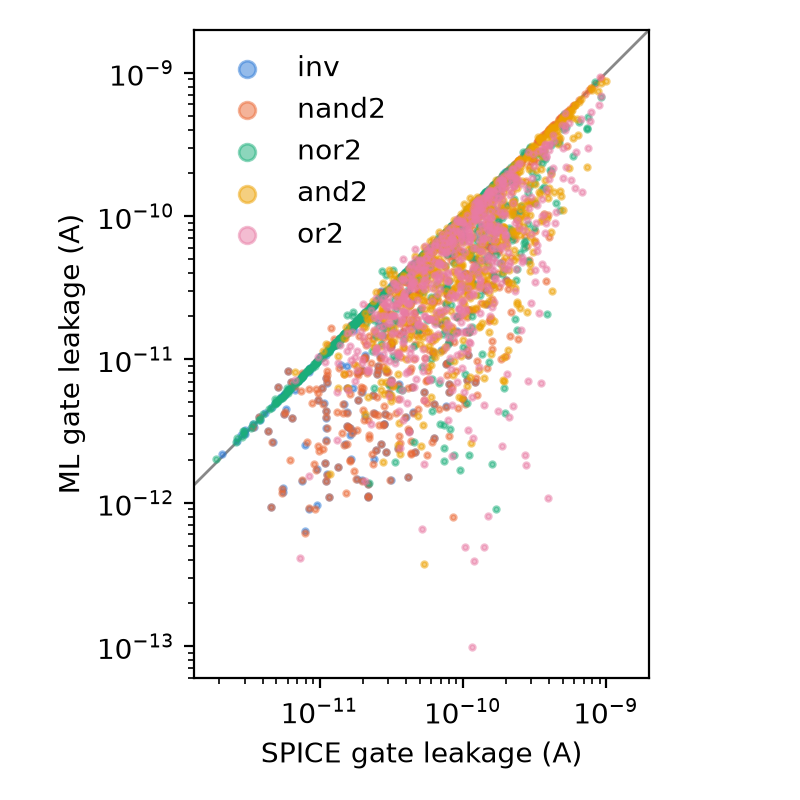 inv
nand2
nor2
and2
or2
10⁻⁹
10⁻¹⁰
10⁻¹¹
10⁻¹²
10⁻¹³
ML gate leakage (A)
10⁻¹¹
10⁻¹⁰
10⁻⁹
SPICE gate leakage (A)